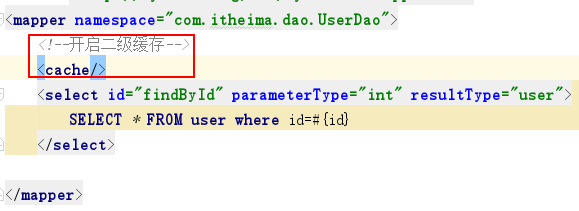 <mapper namespace="com.itheima.dao.UserDao">
<!--开启二级缓存-->
<cache/>
<select id="findById" parameterType="int" resultType="user">
SELECT * FROM user where id=#{id}
</select>
</mapper>